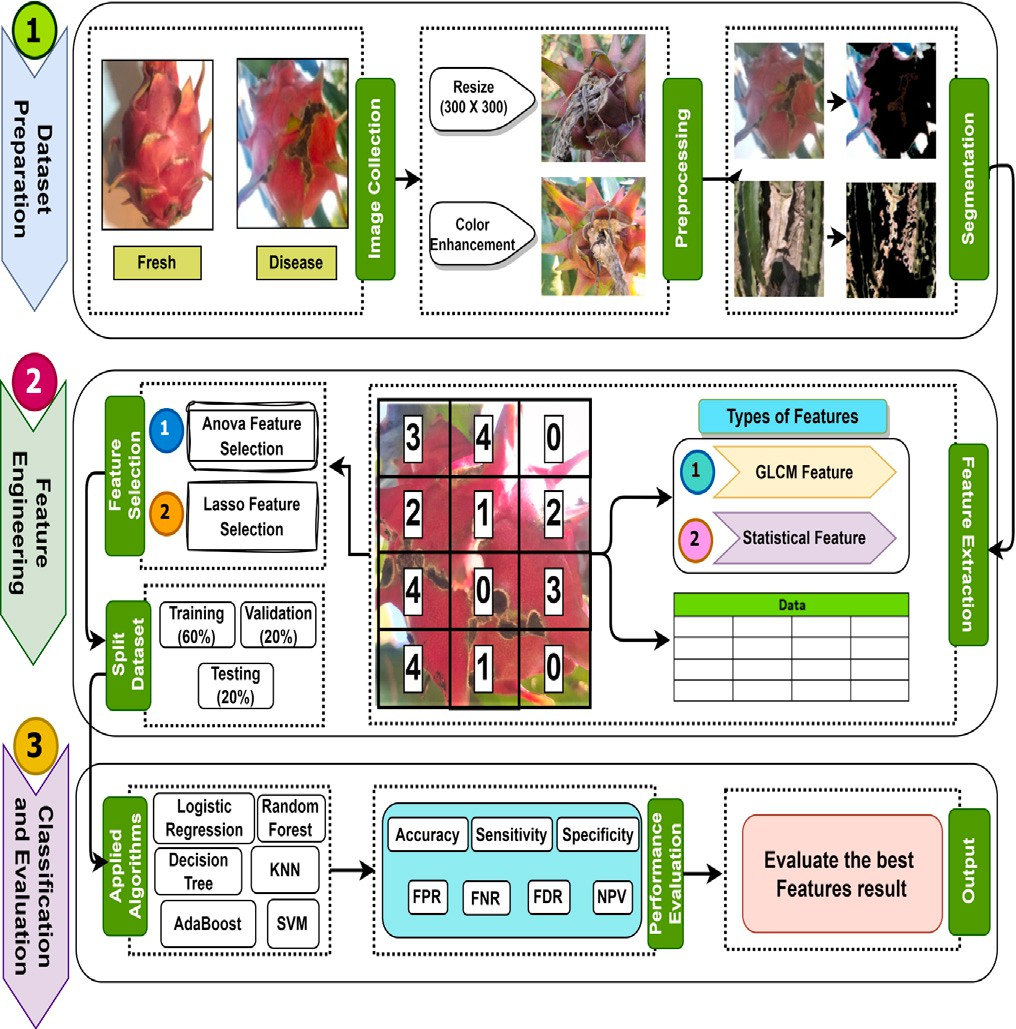 1
Dataset
Preparation
Fresh
Disease
Image Collection
Resize
(300 X 300)
Color
Enhancement
Preprocessing
Segmentation
2
Feature
Engineering
Feature
Selection
1
Anova Feature
Selection
2
Lasso Feature
Selection
Split
Dataset
Training
(60%)
Validation
(20%)
Testing
(20%)
3 4 0
2 1 2
4 0 3
4 1 0
Types of Features
1
GLCM Feature
2
Statistical Feature
Data
Feature Extraction
3
Classification
and Evaluation
Applied
Algorithms
Logistic
Regression
Random
Forest
Decision
Tree
KNN
AdaBoost
SVM
Accuracy
Sensitivity
Specificity
FPR
FNR
FDR
NPV
Performance
Evaluation
Evaluate the best
Features result
Output